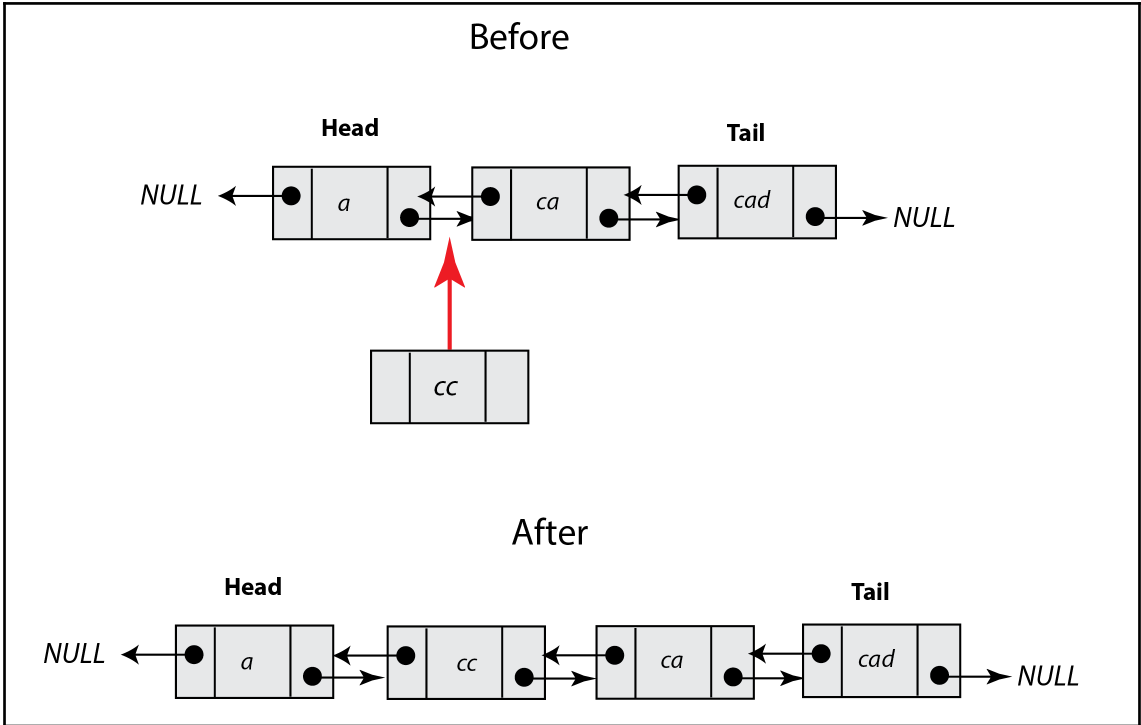 Before
Head
Tail
NULL a ca cad NULL
cc
After
Head
Tail
NULL a cc ca cad NULL